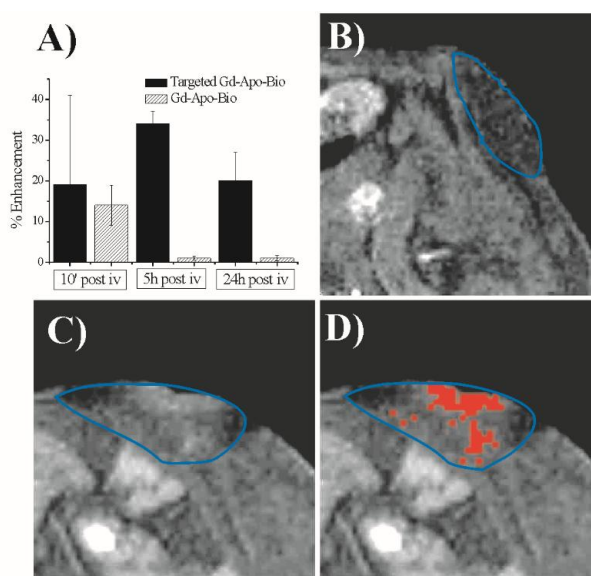 A)
Targeted Gd-Apo-Bio
Gd-Apo-Bio
% Enhancement
40
30
20
10
0
10' post iv
5h post iv
24h post iv
B)
C)
D)